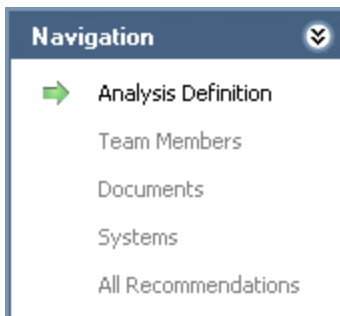 Navigation
Analysis Definition
Team Members
Documents
Systems
All Recommendations